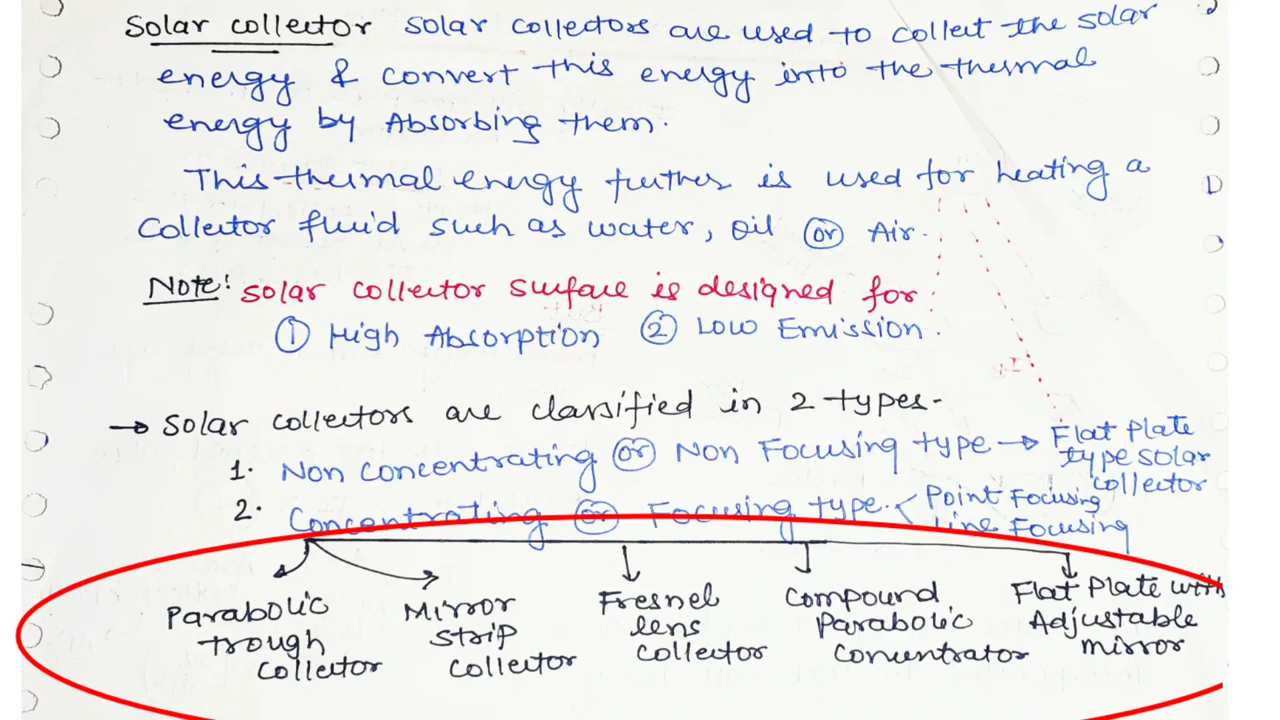 Solar collector solar collectors are used to collect the solar
energy & convert this energy into the thermal
energy by Absorbing them.
This thermal energy further is used for heating a
Collector fluid such as water, oil (or) Air.
Note: solar collector surface is designed for
① High Absorption ② Low Emission.
→ Solar collectors are classified in 2 types-
1. Non concentrating (or) Non Focusing type → Flat Plate
type solar
collector
2. Concentrating (or) Focusing type. < Point Focusing
Line Focusing
Parabolic
trough
collector
Mirror
strip
collector
Fresnel
lens
collector
Compound
Parabolic
concentrator
Flat Plate with
Adjustable
mirror